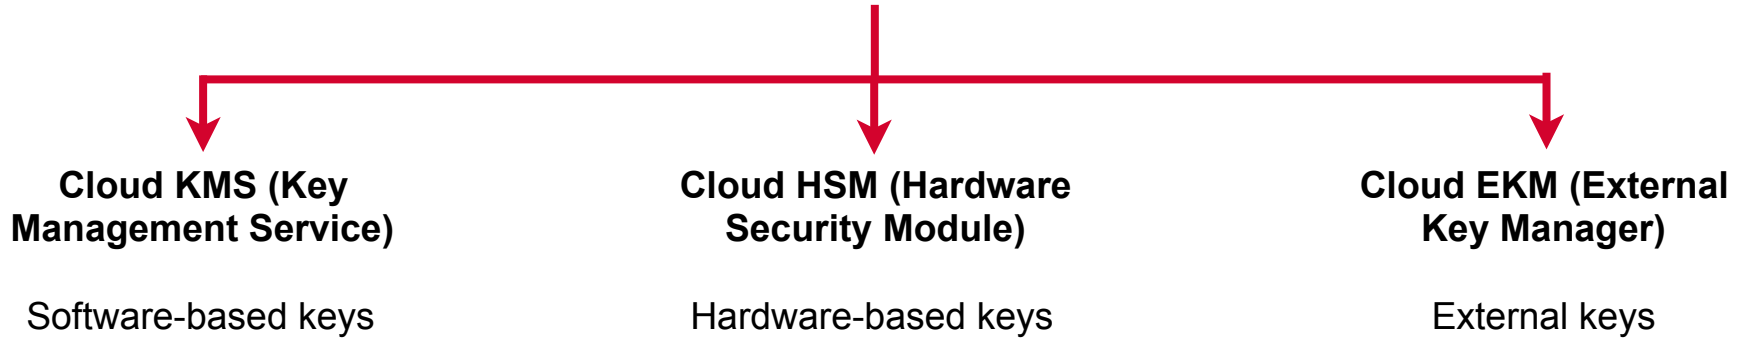 Cloud KMS (Key
Management Service)
Software-based keys
Cloud HSM (Hardware
Security Module)
Hardware-based keys
Cloud EKM (External
Key Manager)
External keys